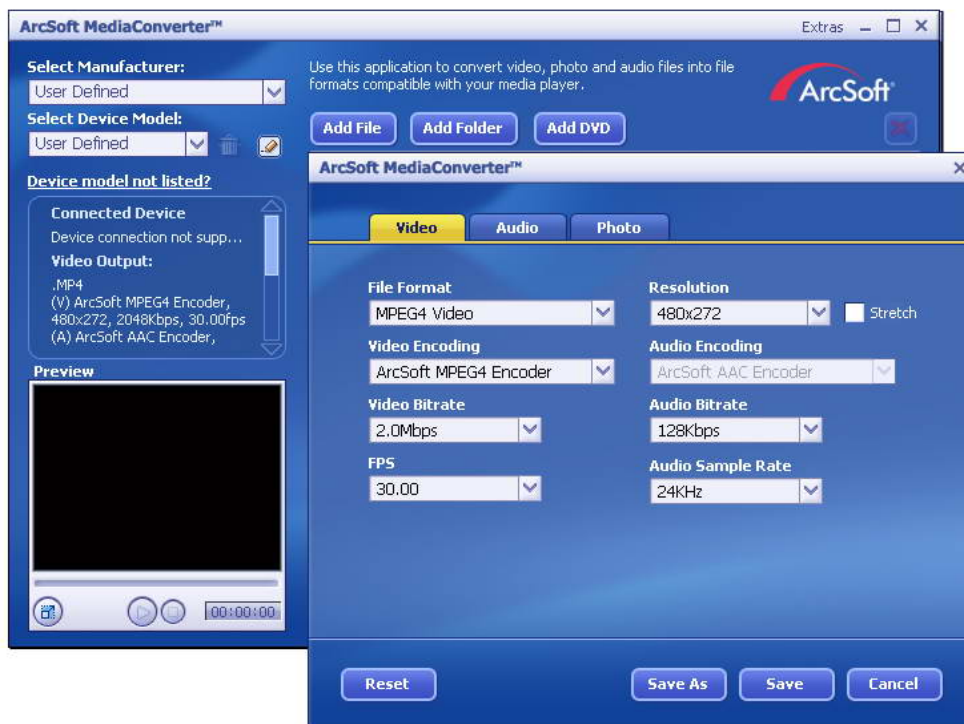 ArcSoft MediaConverter™
Extras
Select Manufacturer:
User Defined
Select Device Model:
User Defined
Device model not listed?
Connected Device
Device connection not supp...
Video Output:
.MP4
(V) ArcSoft MPEG4 Encoder,
480x272, 2048Kbps, 30.00fps
(A) ArcSoft AAC Encoder,
Preview
00:00:00
Use this application to convert video, photo and audio files into file
formats compatible with your media player.
ArcSoft
Add File
Add Folder
Add DVD
ArcSoft MediaConverter™
Video
Audio
Photo
File Format
MPEG4 Video
Resolution
480x272
Stretch
Video Encoding
ArcSoft MPEG4 Encoder
Audio Encoding
ArcSoft AAC Encoder
Video Bitrate
2.0Mbps
Audio Bitrate
128Kbps
FPS
30.00
Audio Sample Rate
24KHz
Reset
Save As
Save
Cancel